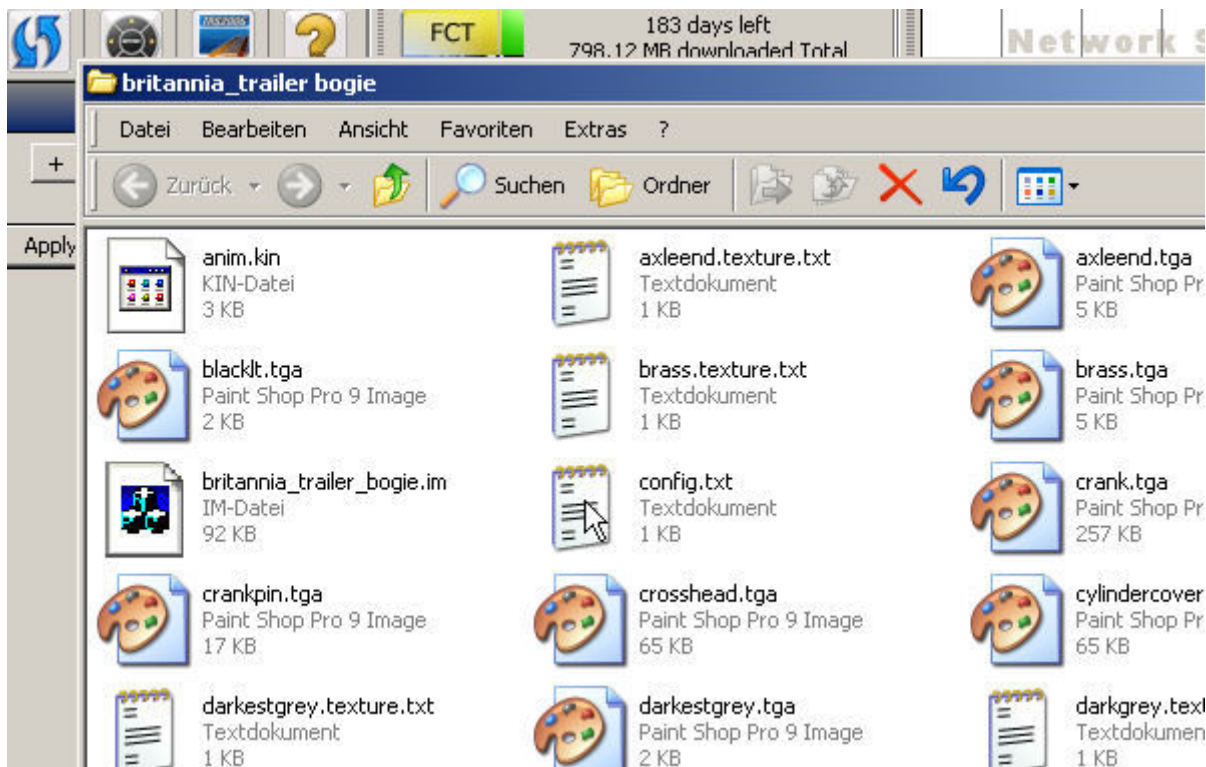 TRS2006
FCT
183 days left
798.12 MB downloaded Total
Network S
britannia_trailer bogie
Datei Bearbeiten Ansicht Favoriten Extras ?
+
Zurück Suchen Ordner
Apply
anim.kin
KIN-Datei
3 KB
axleend.texture.txt
Textdokument
1 KB
axleend.tga
Paint Shop Pr
5 KB
blacklt.tga
Paint Shop Pro 9 Image
2 KB
brass.texture.txt
Textdokument
1 KB
brass.tga
Paint Shop Pr
5 KB
britannia_trailer_bogie.im
IM-Datei
92 KB
config.txt
Textdokument
1 KB
crank.tga
Paint Shop Pr
257 KB
crankpin.tga
Paint Shop Pro 9 Image
17 KB
crosshead.tga
Paint Shop Pro 9 Image
65 KB
cylindercover
Paint Shop Pr
65 KB
darkestgrey.texture.txt
Textdokument
1 KB
darkestgrey.tga
Paint Shop Pro 9 Image
2 KB
darkgrey.text
Textdokumen
1 KB